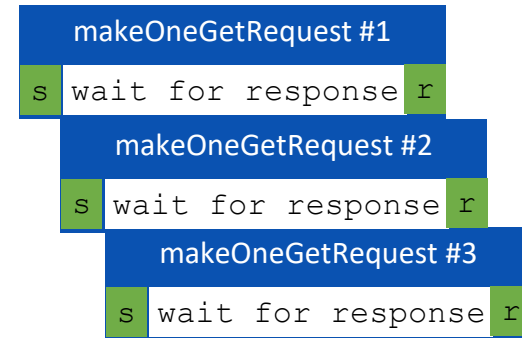 makeOneGetRequest #1
s wait for response r
makeOneGetRequest #2
s wait for response r
makeOneGetRequest #3
s wait for response r